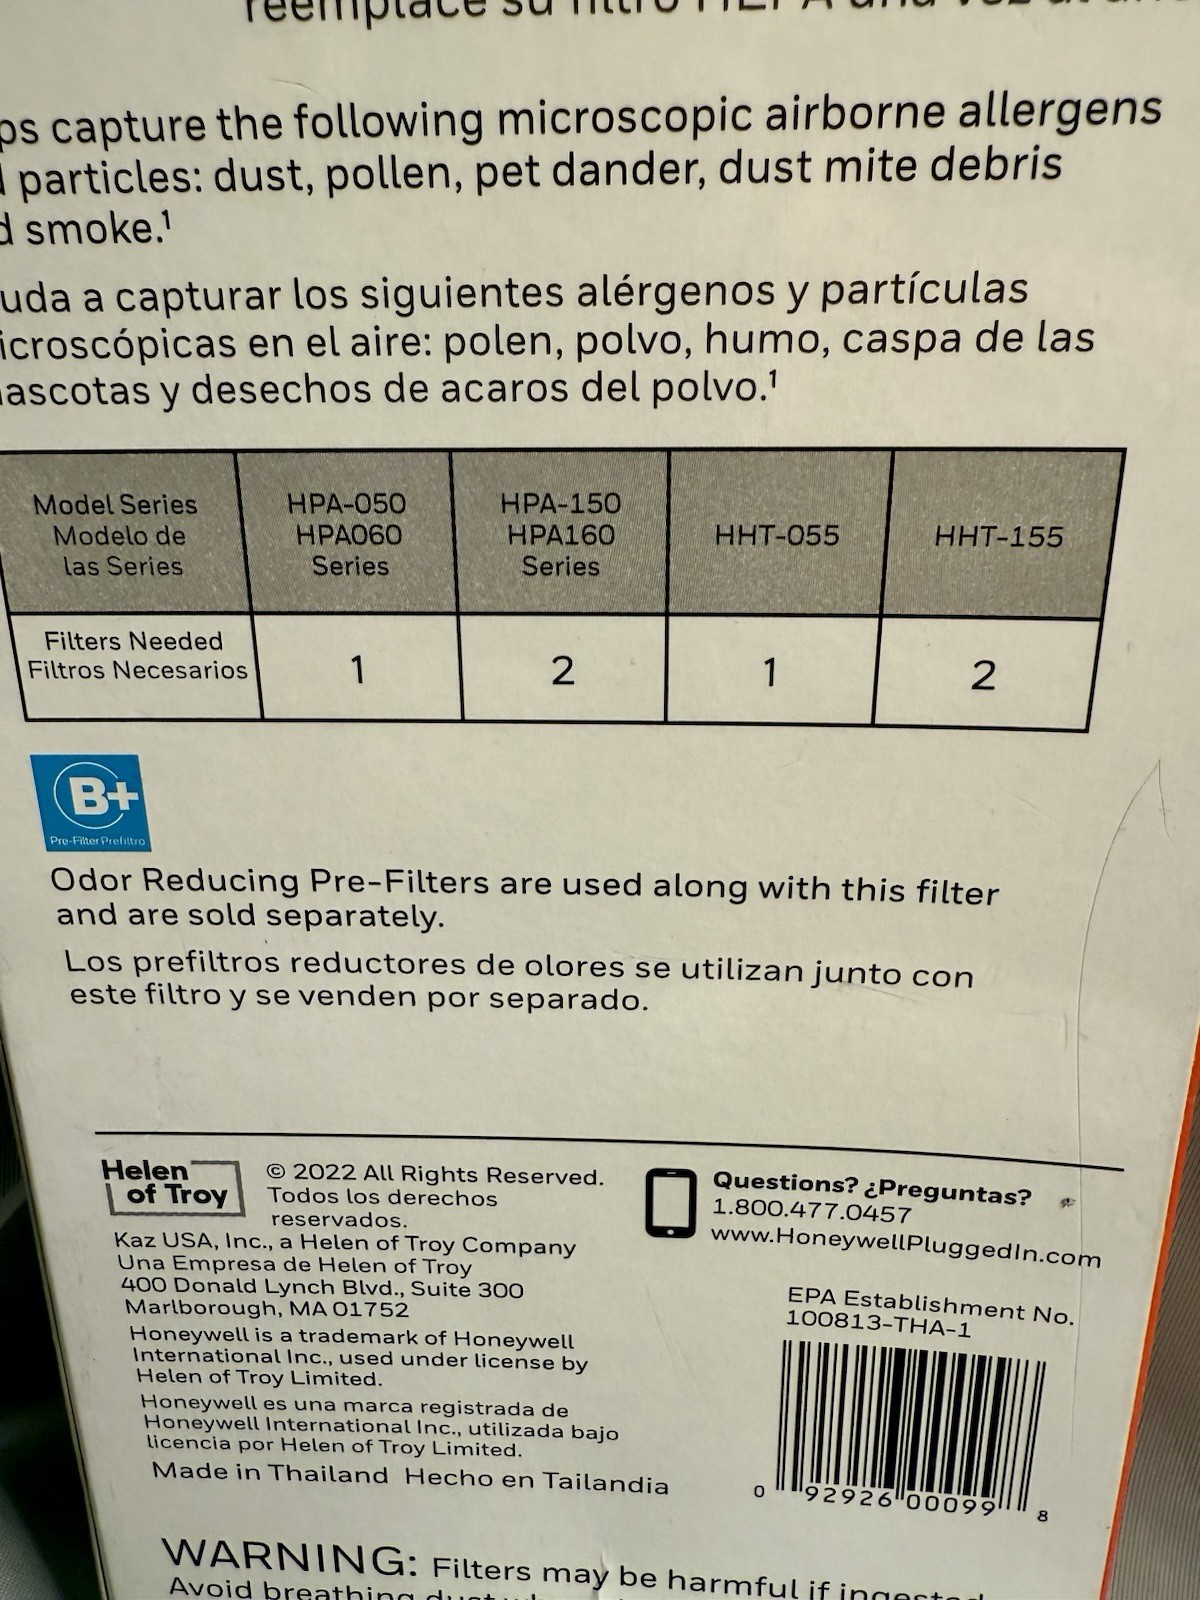 reemplace su filtro HEPA una vez al
capture the following microscopic airborne allergens
particles: dust, pollen, pet dander, dust mite debris
smoke.¹
a capturar los siguientes alérgenos y partículas
en el aire: polen, polvo, humo, caspa de las
y desechos de acaros del polvo.¹
Model Series
Modelo de
las Series
HPA-050
HPA060
Series
HPA-150
HPA160
Series
HHT-055
HHT-155
Filters Needed
Filtros Necesarios
1
2
1
2
B+
Pre-Filter Prefiltro
Odor Reducing Pre-Filters are used along with this filter
and are sold separately.
Los prefiltros reductores de olores se utilizan junto con
este filtro y se venden por separado.
Helen
of Troy
© 2022 All Rights Reserved.
Todos los derechos
reservados.
Kaz USA, Inc., a Helen of Troy Company
Una Empresa de Helen of Troy
400 Donald Lynch Blvd., Suite 300
Marlborough, MA 01752
Honeywell is a trademark of Honeywell
International Inc., used under license by
Helen of Troy Limited.
Honeywell es una marca registrada de
Honeywell International Inc., utilizada bajo
licencia por Helen of Troy Limited.
Made in Thailand Hecho en Tailandia
Questions? ¿Preguntas?
1.800.477.0457
www.HoneywellPluggedIn.com
EPA Establishment No.
100813-THA-1
0 92926 00099 8
WARNING: Filters may be harmful if ingested.
Avoid breathing dust